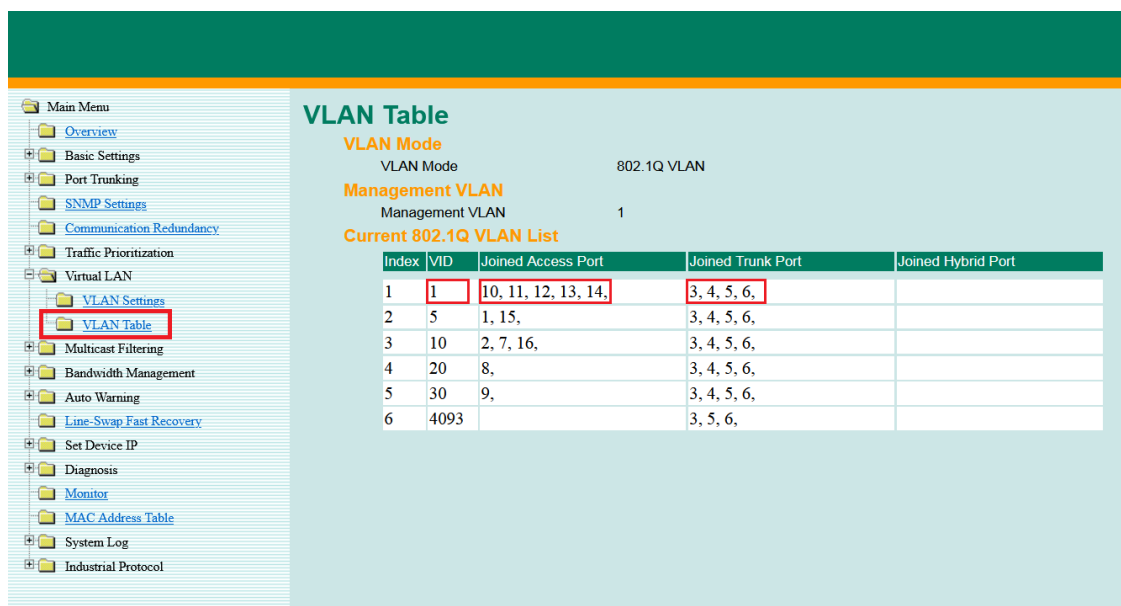 Main Menu
Overview
Basic Settings
Port Trunking
SNMP Settings
Communication Redundancy
Traffic Prioritization
Virtual LAN
VLAN Settings
VLAN Table
Multicast Filtering
Bandwidth Management
Auto Warning
Line-Swap Fast Recovery
Set Device IP
Diagnosis
Monitor
MAC Address Table
System Log
Industrial Protocol
VLAN Table
VLAN Mode
VLAN Mode 802.1Q VLAN
Management VLAN
Management VLAN 1
Current 802.1Q VLAN List
Index VID Joined Access Port Joined Trunk Port Joined Hybrid Port
1 1 10, 11, 12, 13, 14, 3, 4, 5, 6,
2 5 1, 15, 3, 4, 5, 6,
3 10 2, 7, 16, 3, 4, 5, 6,
4 20 8, 3, 4, 5, 6,
5 30 9, 3, 4, 5, 6,
6 4093 3, 5, 6,